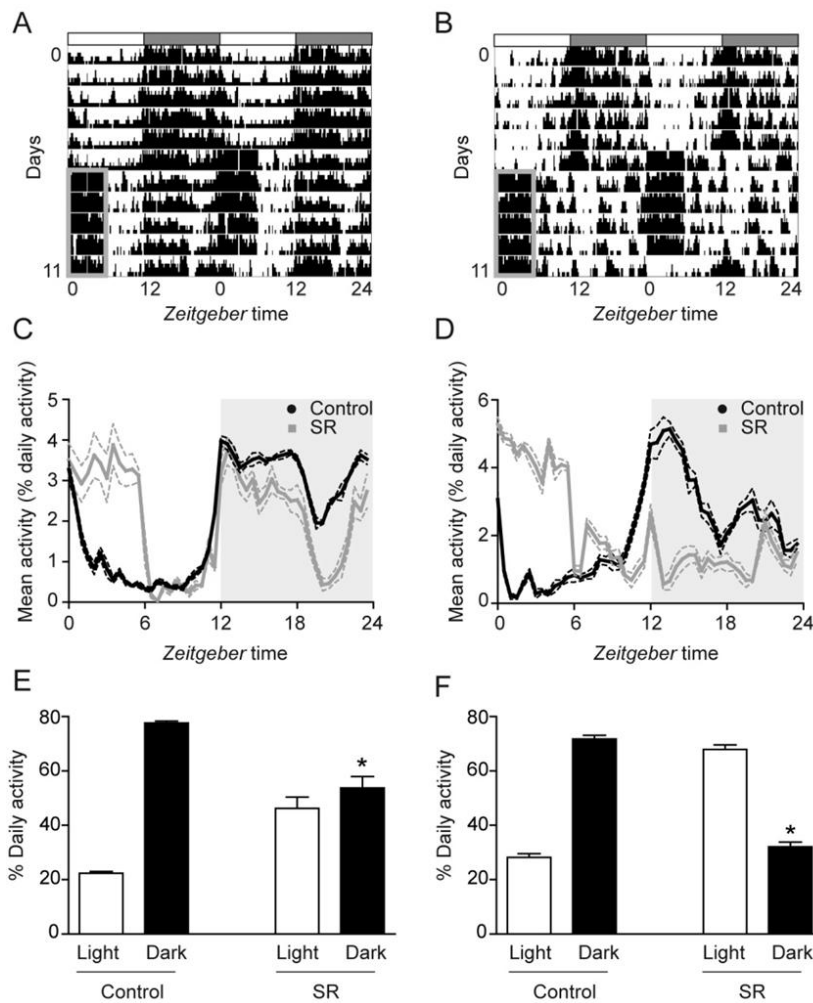 A
B
0
Days
11
0 12 0 12 24
Zeitgeber time
0
11
0 12 0 12 24
Zeitgeber time
C
Mean activity (% daily activity)
5
4
3
2
1
0
Control
SR
0 6 12 18 24
Zeitgeber time
D
Mean activity (% daily activity)
6
4
2
0
Control
SR
0 6 12 18 24
Zeitgeber time
E
% Daily activity
80
60
40
20
0
*
Light Dark Light Dark
Control SR
F
% Daily activity
80
60
40
20
0
*
Light Dark Light Dark
Control SR